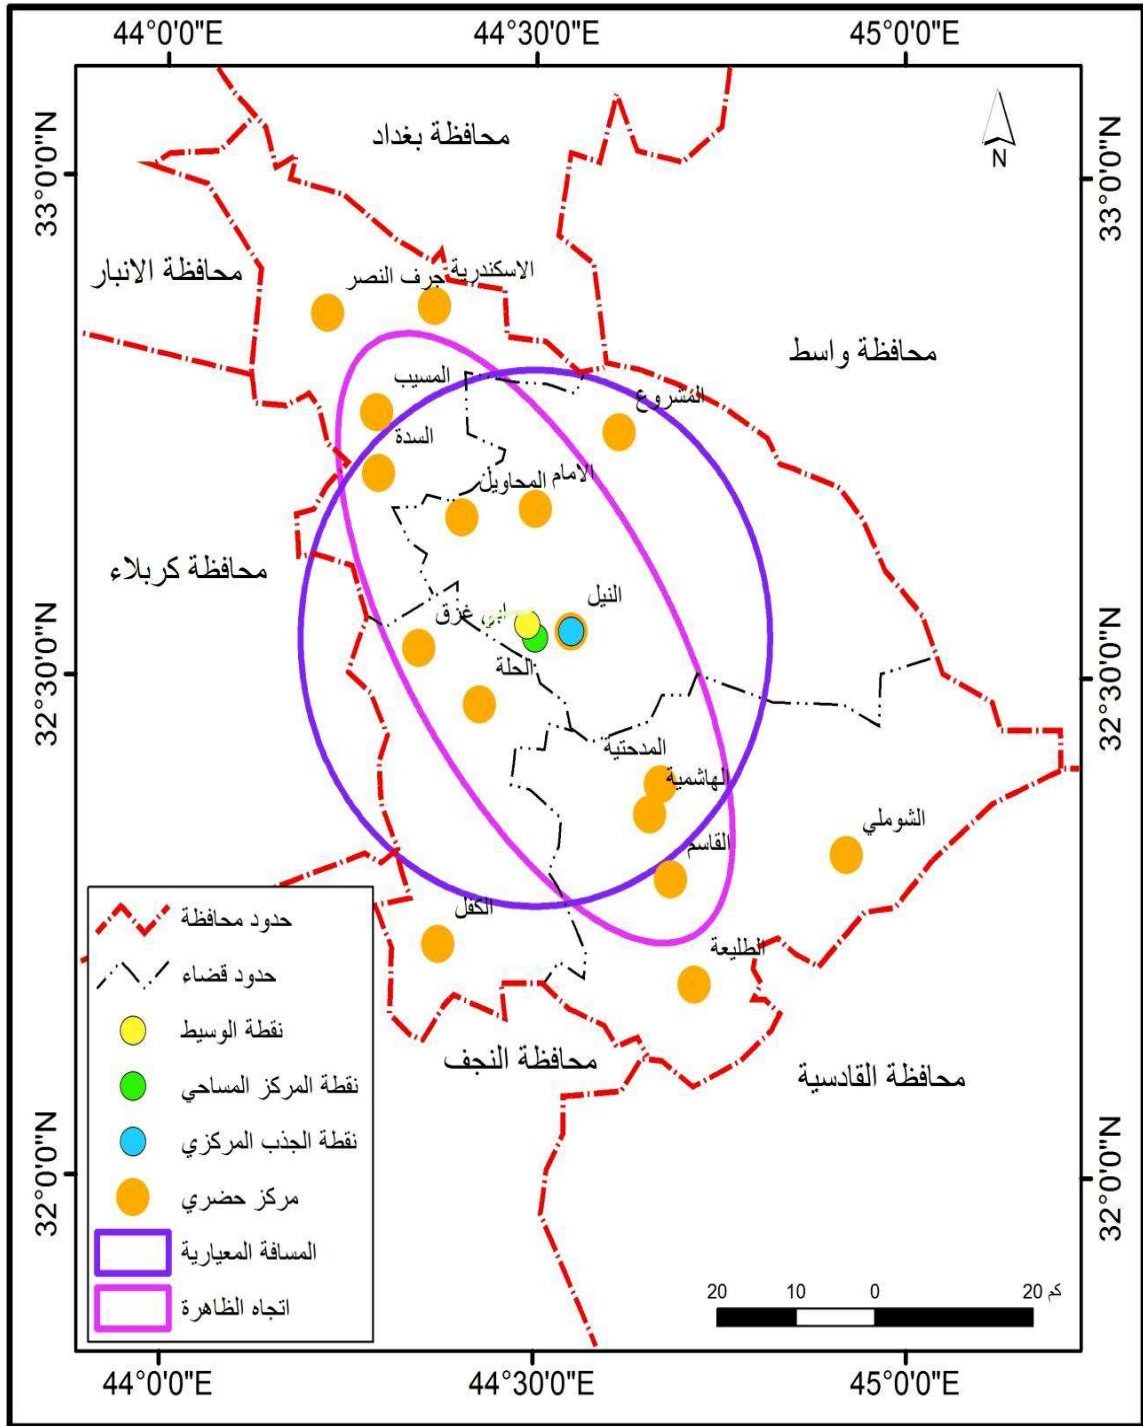 44°0'0"E
44°30'0"E
45°0'0"E
33°0'0"N
33°0'0"N
N
محافظة بغداد
محافظة الانبار
الاسكندرية
جرف النصر
محافظة واسط
المسيب
المشروع
السدة
الامام
المحاويل
محافظة كربلاء
النيل
ابي غرق
32°30'0"N
32°30'0"N
الحلة
المدحتية
الهاشمية
الشوملي
القاسم
الكفل
الطليعة
محافظة النجف
محافظة القادسية
حدود محافظة
حدود قضاء
نقطة الوسيط
نقطة المركز المساحي
نقطة الجذب المركزي
مركز حضري
المسافة المعيارية
اتجاه الظاهرة
32°0'0"N
32°0'0"N
20 10 0 20 كم
44°0'0"E
44°30'0"E
45°0'0"E